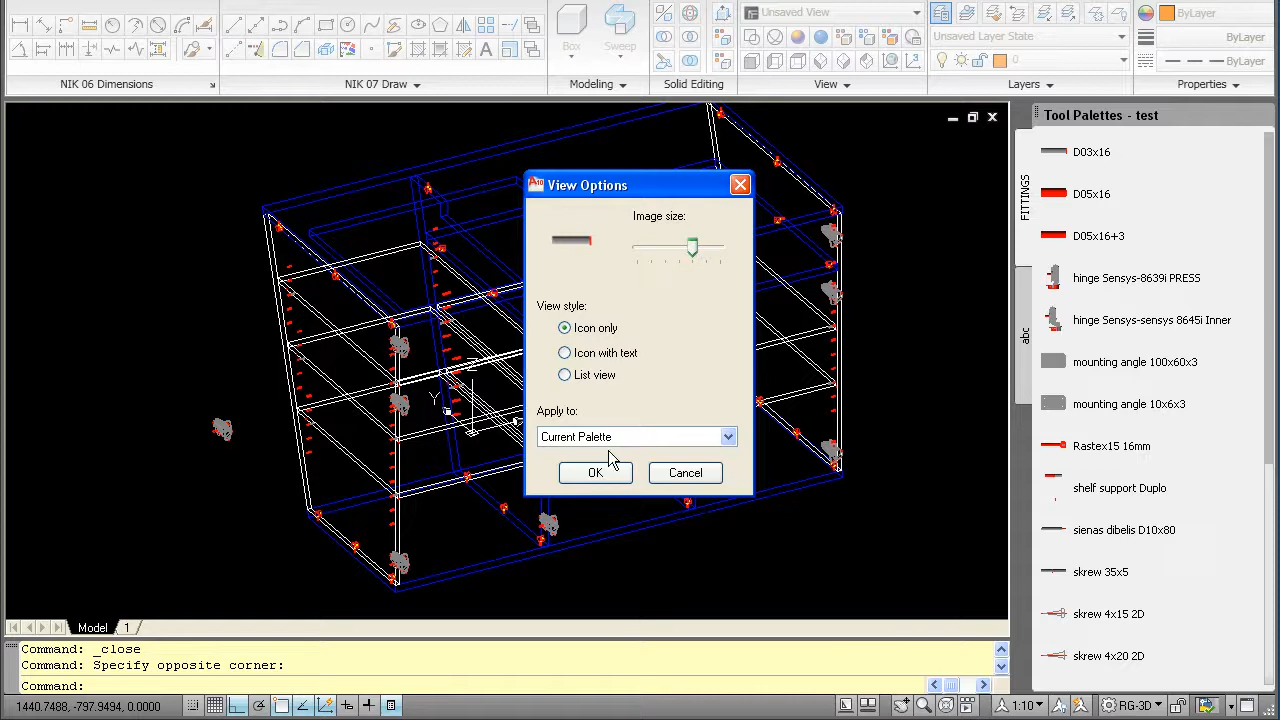 NIK 06 Dimensions
NIK 07 Draw
Box
Sweep
Modeling
Solid Editing
Unsaved View
View
Unsaved Layer State
0
Layers
ByLayer
ByLayer
ByLayer
Properties
View Options
Image size:
View style:
Icon only
Icon with text
List view
Apply to:
Current Palette
OK
Cancel
Y
Tool Palettes - test
FITTINGS
abc
D03x16
D05x16
D05x16+3
hinge Sensys-8639i PRESS
hinge Sensys-sensys 8645i Inner
mounting angle 100x60x3
mounting angle 10x6x3
Rastex15 16mm
shelf support Duplo
sienas dibelis D10x80
skrew 35x5
skrew 4x15 2D
skrew 4x20 2D
Model
1
Command: _close
Command: Specify opposite corner:
Command:
1440.7488, -797.9494, 0.0000
1:10
RG-3D